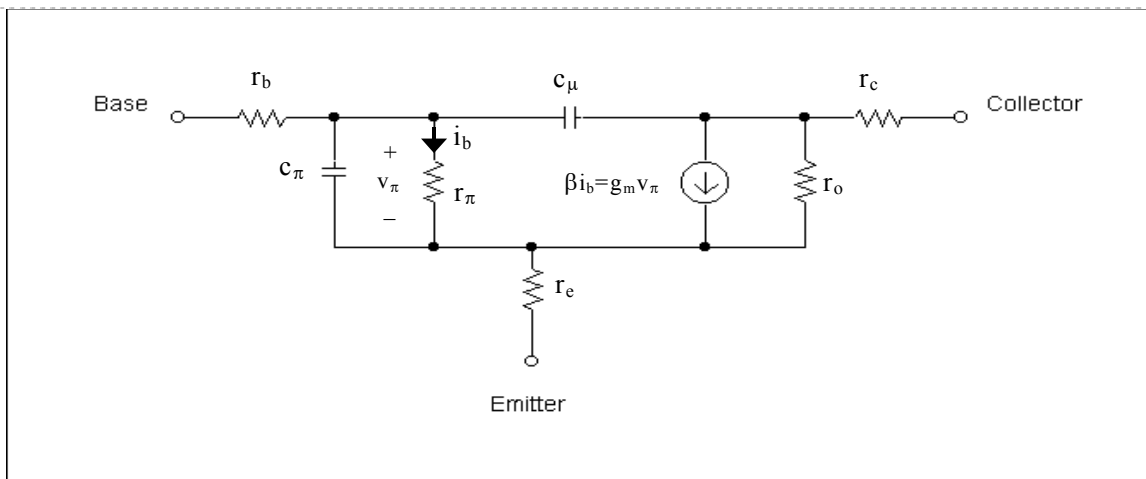 r_b
c_μ
r_c
Base
Collector
i_b
+
c_π
v_π
r_π
−
βi_b=g_mv_π
r_o
r_e
Emitter